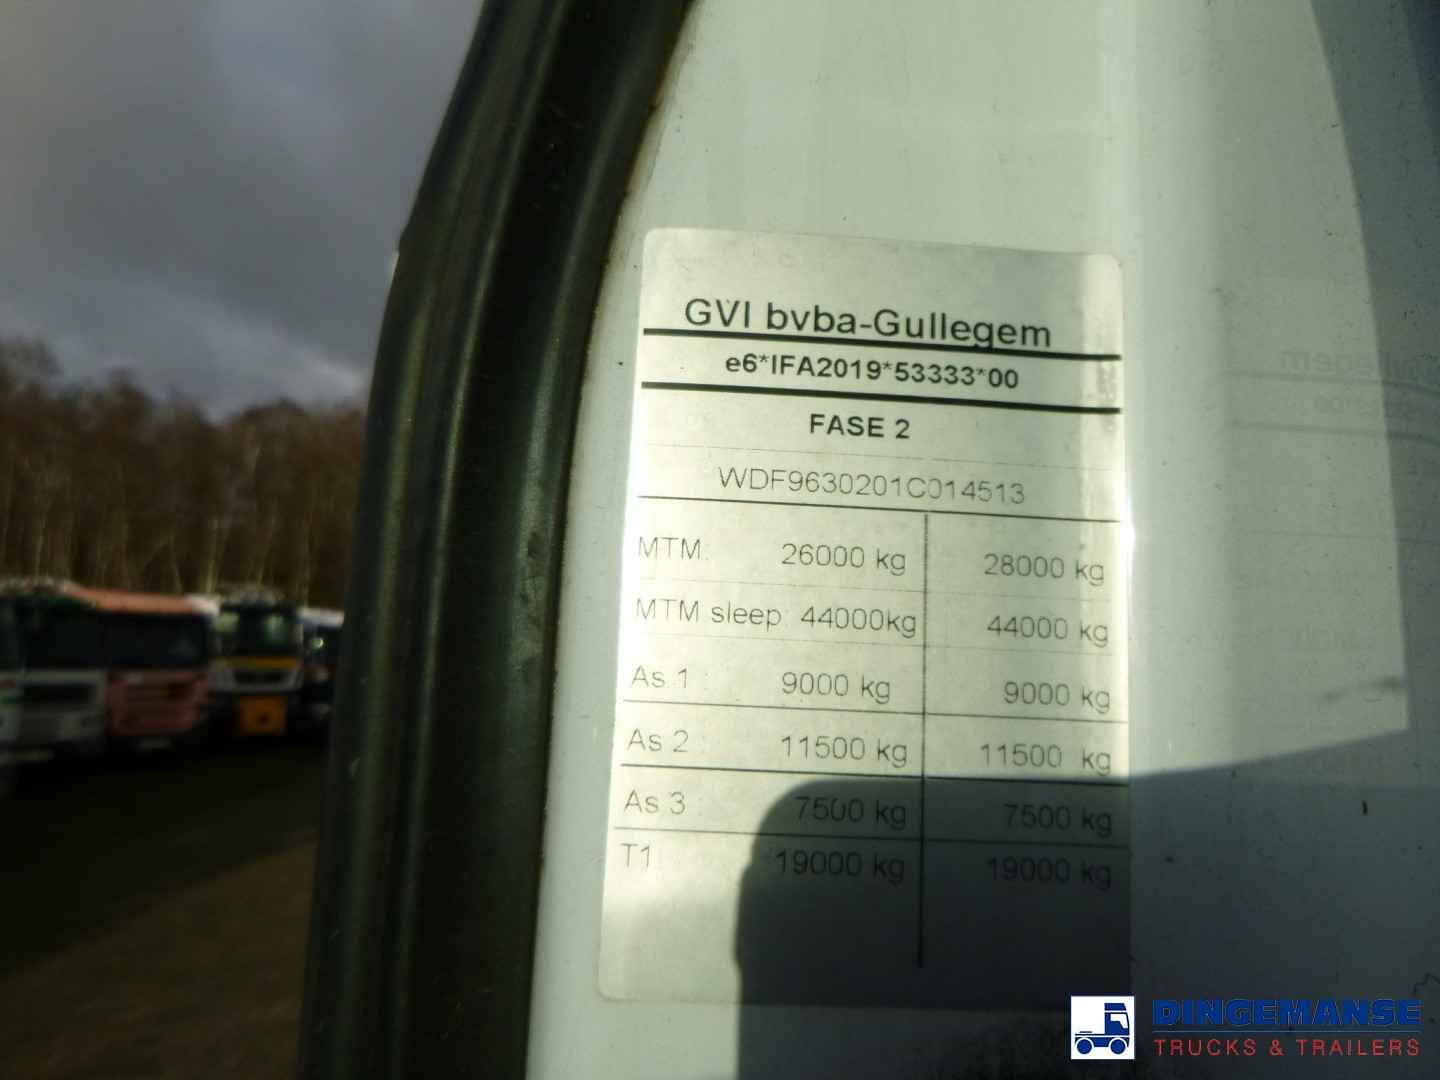 GVI bvba-Gullegem
e6*IFA2019*53333*00
FASE 2
WDF9630201C014513
MTM: 26000 kg 28000 kg
MTM sleep: 44000kg 44000 kg
As 1 : 9000 kg 9000 kg
As 2 : 11500 kg 11500 kg
As 3 : 7500 kg 7500 kg
T1 19000 kg 19000 kg
DINGEMANSE
TRUCKS & TRAILERS